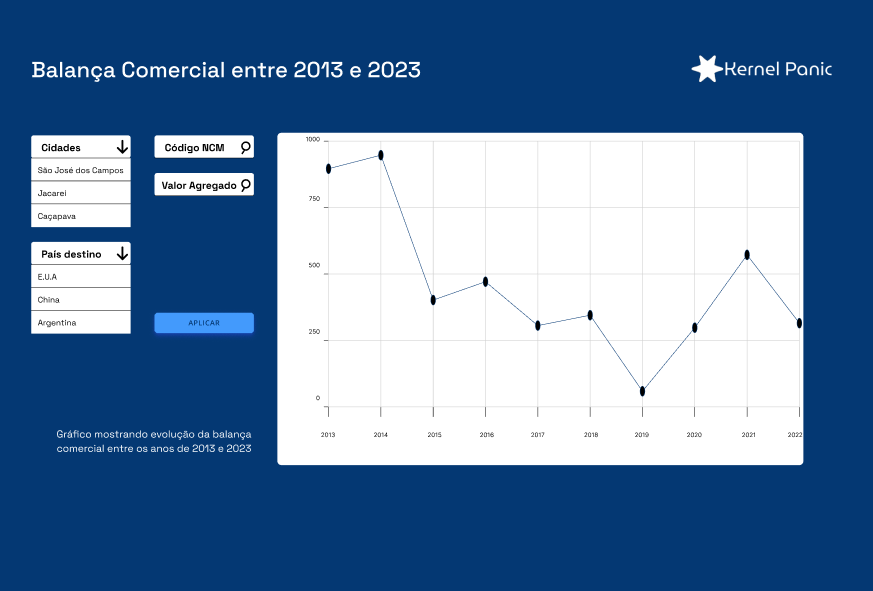 Balança Comercial entre 2013 e 2023
Kernel Panic
Cidades
São José dos Campos
Jacareí
Caçapava
País destino
E.U.A
China
Argentina
Código NCM
Valor Agregado
APLICAR
Gráfico mostrando evolução da balança
comercial entre os anos de 2013 e 2023
1000
750
500
250
0
2013 2014 2015 2016 2017 2018 2019 2020 2021 2022